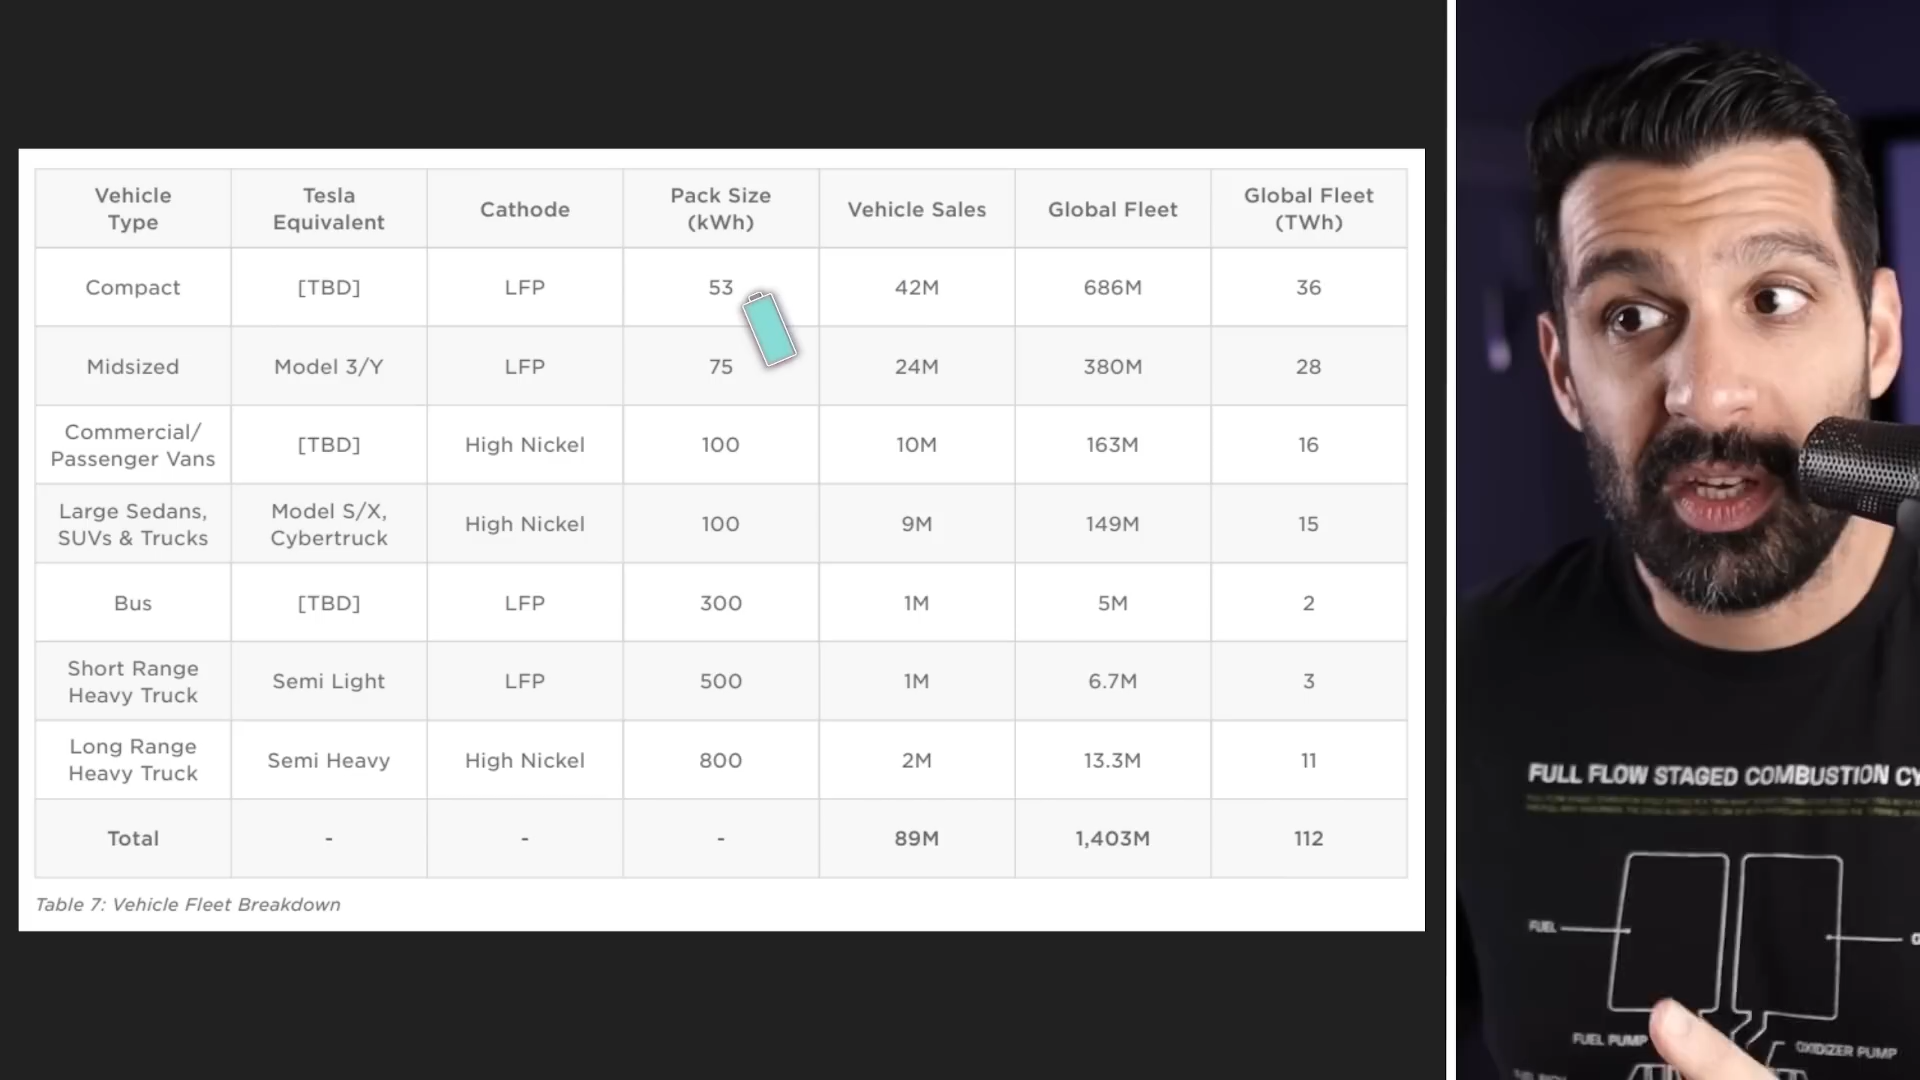 Vehicle Type
Tesla Equivalent
Cathode
Pack Size (kWh)
Vehicle Sales
Global Fleet
Global Fleet (TWh)
Compact
[TBD]
LFP
53
42M
686M
36
Midsized
Model 3/Y
LFP
75
24M
380M
28
Commercial/
Passenger Vans
[TBD]
High Nickel
100
10M
163M
16
Large Sedans,
SUVs & Trucks
Model S/X,
Cybertruck
High Nickel
100
9M
149M
15
Bus
[TBD]
LFP
300
1M
5M
2
Short Range
Heavy Truck
Semi Light
LFP
500
1M
6.7M
3
Long Range
Heavy Truck
Semi Heavy
High Nickel
800
2M
13.3M
11
Total
-
-
-
89M
1,403M
112
Table 7: Vehicle Fleet Breakdown
FULL FLOW STAGED COMBUSTION CY
FUEL
FUEL PUMP
OXIDIZER PUMP